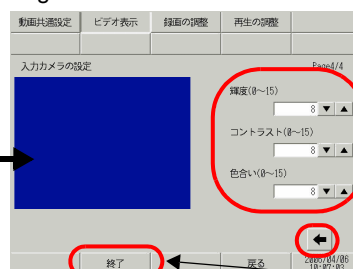 動画共通設定 ビデオ表示 録画の調整 再生の調整
入力カメラの設定 Page4/4
輝度(0～15)
8
コントラスト(0～15)
8
色合い(0～15)
8
終了 戻る 2006/04/06
10:07:03